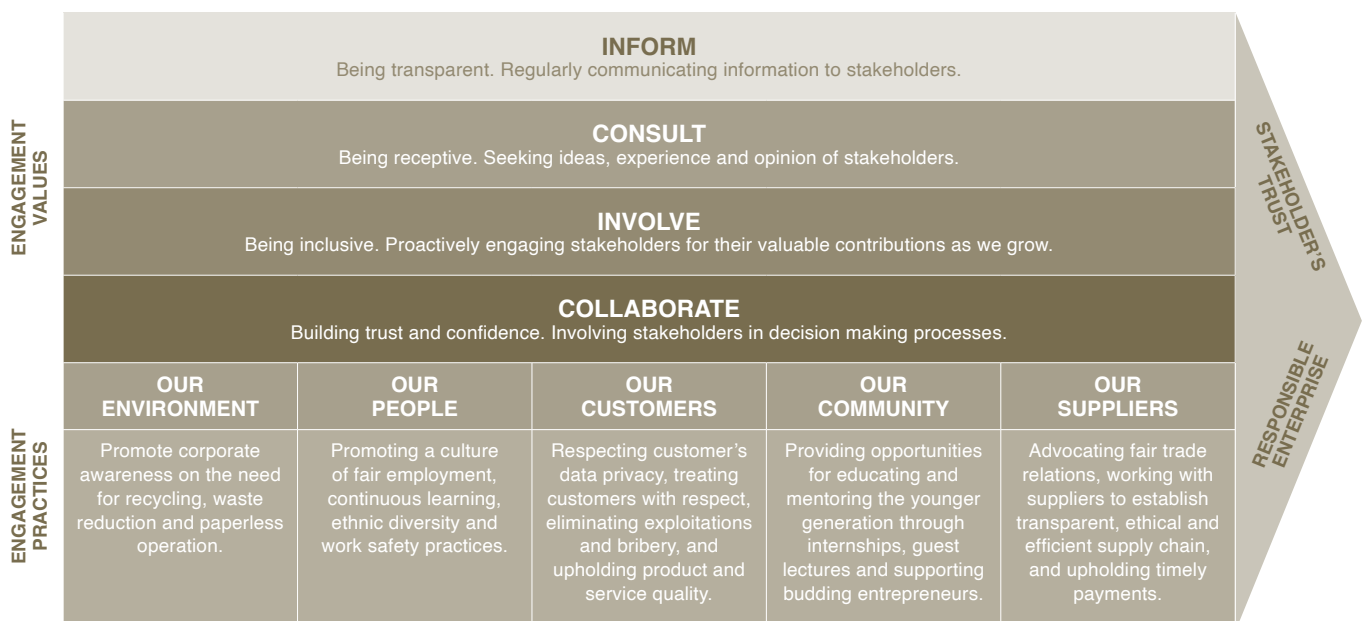 ENGAGEMENT
VALUES
INFORM
Being transparent. Regularly communicating information to stakeholders.
CONSULT
Being receptive. Seeking ideas, experience and opinion of stakeholders.
INVOLVE
Being inclusive. Proactively engaging stakeholders for their valuable contributions as we grow.
COLLABORATE
Building trust and confidence. Involving stakeholders in decision making processes.
ENGAGEMENT
PRACTICES
OUR
ENVIRONMENT
Promote corporate
awareness on the need
for recycling, waste
reduction and paperless
operation.
OUR
PEOPLE
Promoting a culture
of fair employment,
continuous learning,
ethnic diversity and
work safety practices.
OUR
CUSTOMERS
Respecting customer’s
data privacy, treating
customers with respect,
eliminating exploitations
and bribery, and
upholding product and
service quality.
OUR
COMMUNITY
Providing opportunities
for educating and
mentoring the younger
generation through
internships, guest
lectures and supporting
budding entrepreneurs.
OUR
SUPPLIERS
Advocating fair trade
relations, working with
suppliers to establish
transparent, ethical and
efficient supply chain,
and upholding timely
payments.
STAKEHOLDER’S
TRUST
RESPONSIBLE
ENTERPRISE